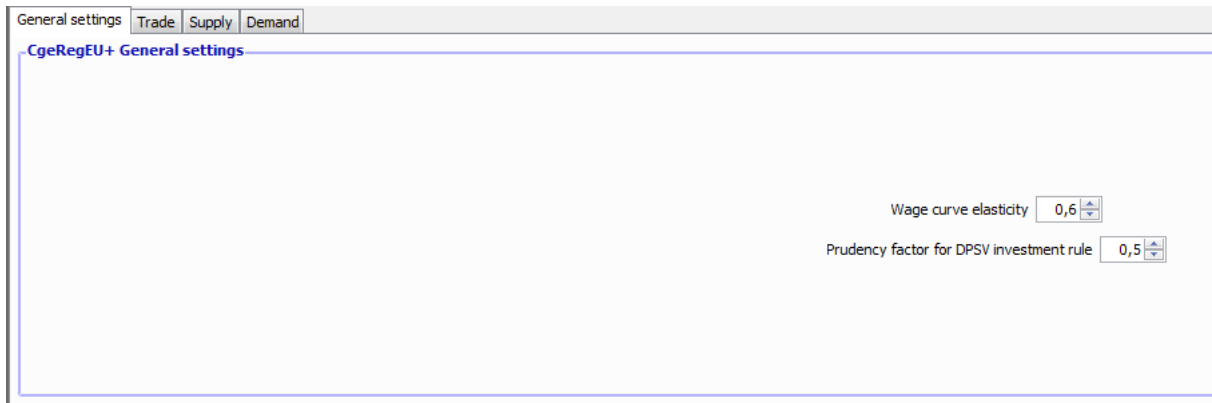 General settings Trade Supply Demand
CgeRegEU+ General settings
Wage curve elasticity 0,6
Prudency factor for DPSV investment rule 0,5